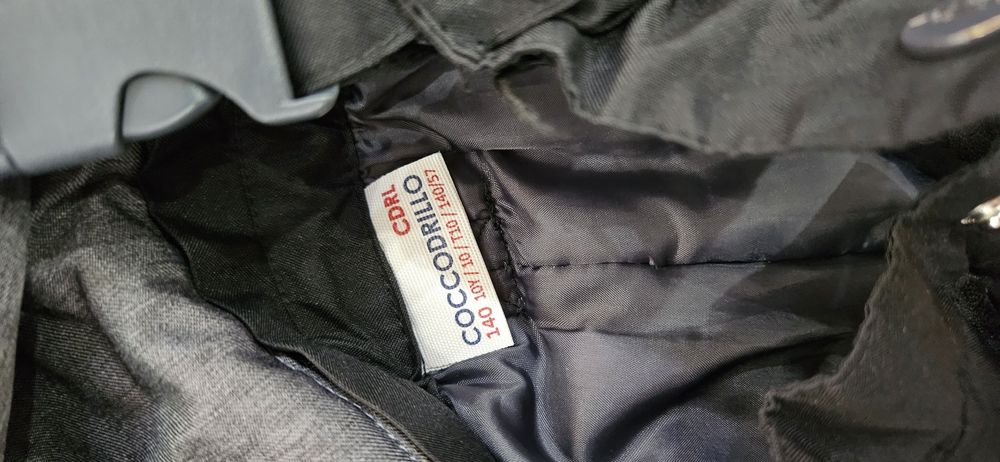 CDRL
COCCODRILLO
140 10Y / 10 / T10 / 140/57